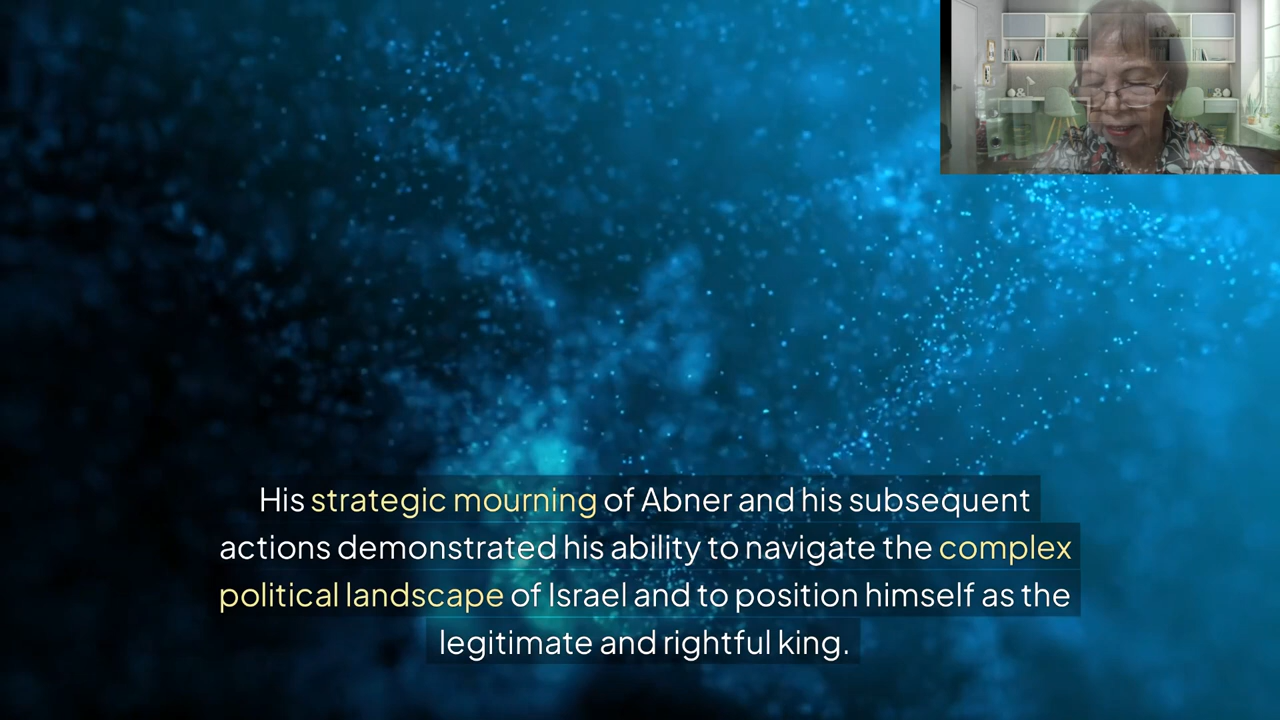 His strategic mourning of Abner and his subsequent
actions demonstrated his ability to navigate the complex
political landscape of Israel and to position himself as the
legitimate and rightful king.